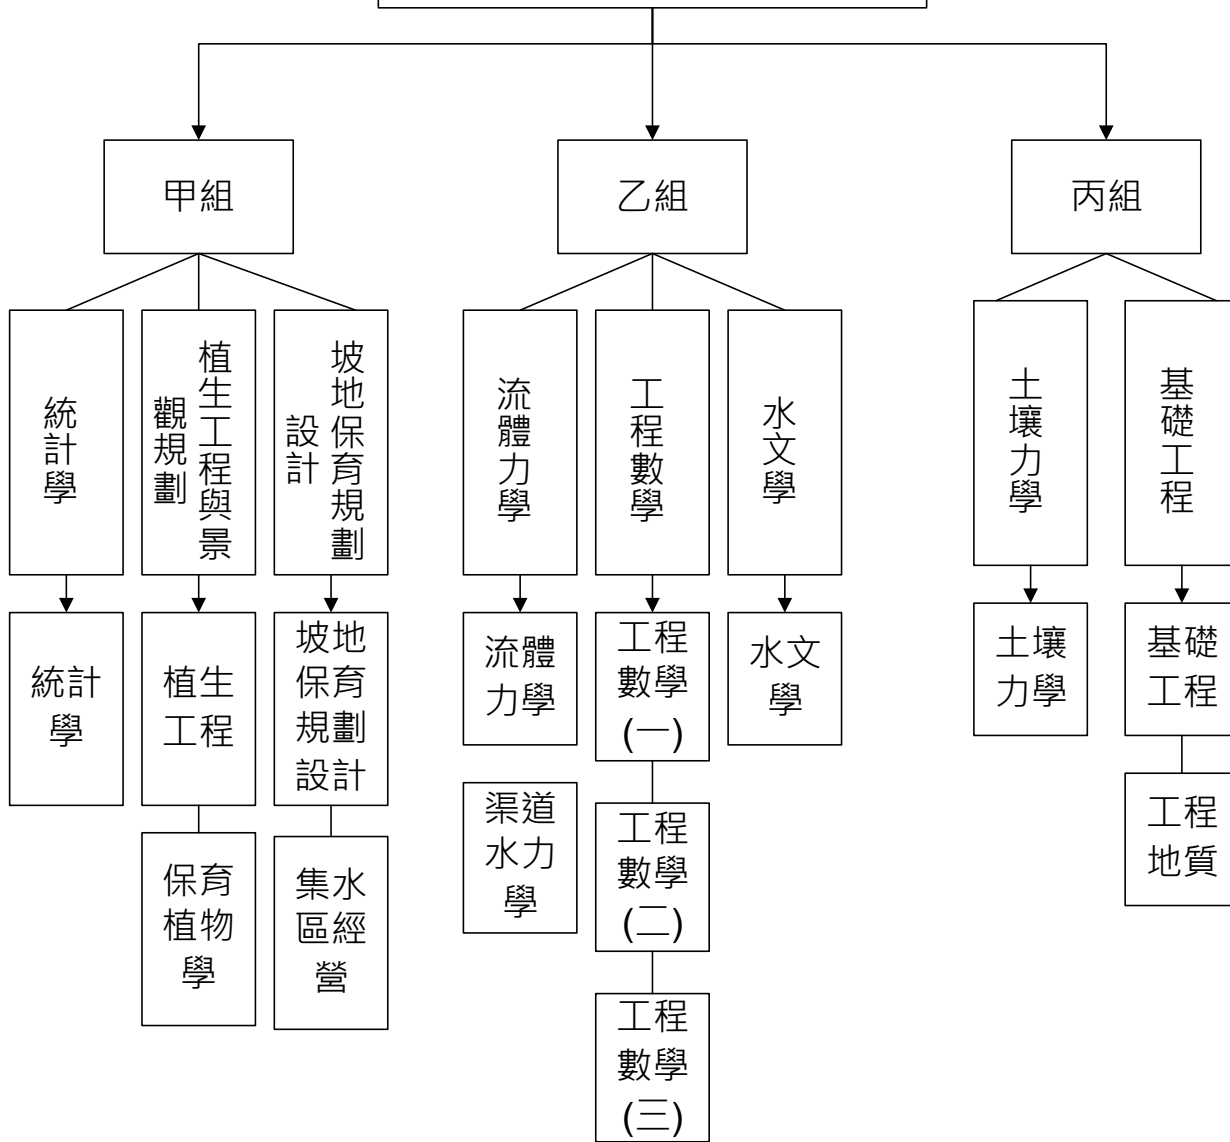 甲組
乙組
丙組
統計學
植生工程與景
觀規劃
坡地保育規劃
設計
流體力學
工程數學
水文學
土壤力學
基礎工程
統計
學
植生
工程
坡地
保育
規劃
設計
流體
力學
工程
數學
(一)
水文
學
土壤
力學
基礎
工程
保育
植物
學
集水
區經
營
渠道
水力
學
工程
數學
(二)
工程
地質
工程
數學
(三)